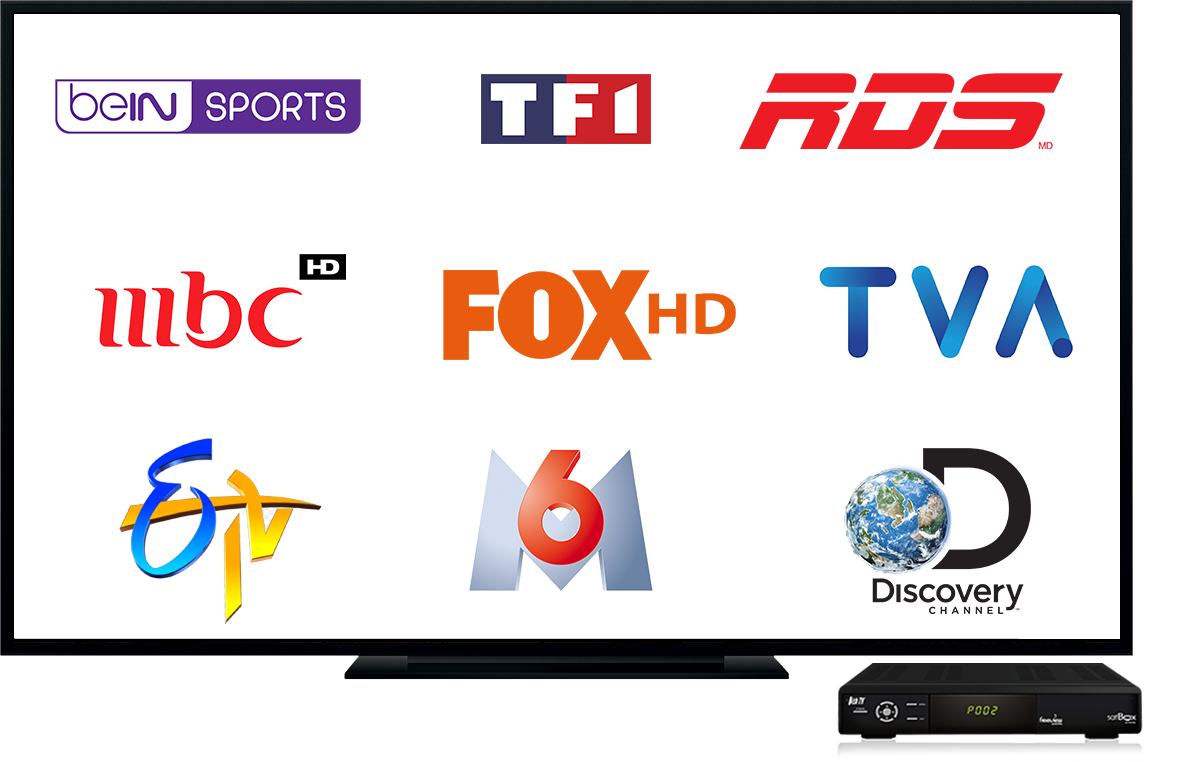 beIN SPORTS
TF1
RDS
MD
mbc HD
FOX HD
TVA
ETV
M6
Discovery
CHANNEL
P002